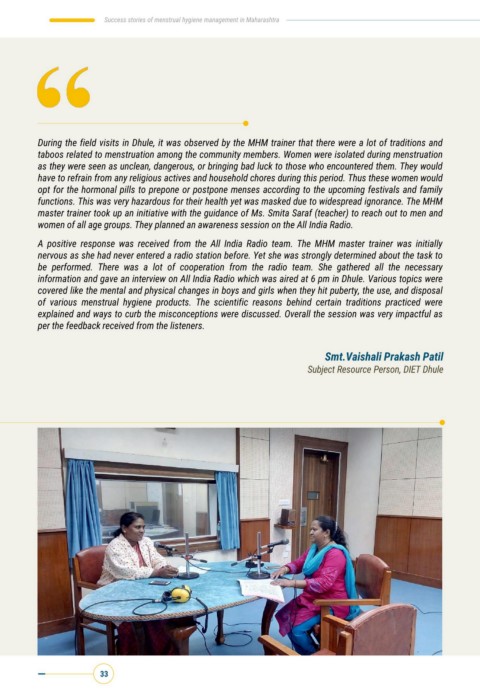 Success stories of menstrual hygiene management in Maharashtra
During the field visits in Dhule, it was observed by the MHM trainer that there were a lot of traditions and
taboos related to menstruation among the community members. Women were isolated during menstruation
as they were seen as unclean, dangerous, or bringing bad luck to those who encountered them. They would
have to refrain from any religious actives and household chores during this period. Thus these women would
opt for the hormonal pills to prepone or postpone menses according to the upcoming festivals and family
functions. This was very hazardous for their health yet was masked due to widespread ignorance. The MHM
master trainer took up an initiative with the guidance of Ms. Smita Saraf (teacher) to reach out to men and
women of all age groups. They planned an awareness session on the All India Radio.
A positive response was received from the All India Radio team. The MHM master trainer was initially
nervous as she had never entered a radio station before. Yet she was strongly determined about the task to
be performed. There was a lot of cooperation from the radio team. She gathered all the necessary
information and gave an interview on All India Radio which was aired at 6 pm in Dhule. Various topics were
covered like the mental and physical changes in boys and girls when they hit puberty, the use, and disposal
of various menstrual hygiene products. The scientific reasons behind certain traditions practiced were
explained and ways to curb the misconceptions were discussed. Overall the session was very impactful as
per the feedback received from the listeners.
Smt.Vaishali Prakash Patil
Subject Resource Person, DIET Dhule
33